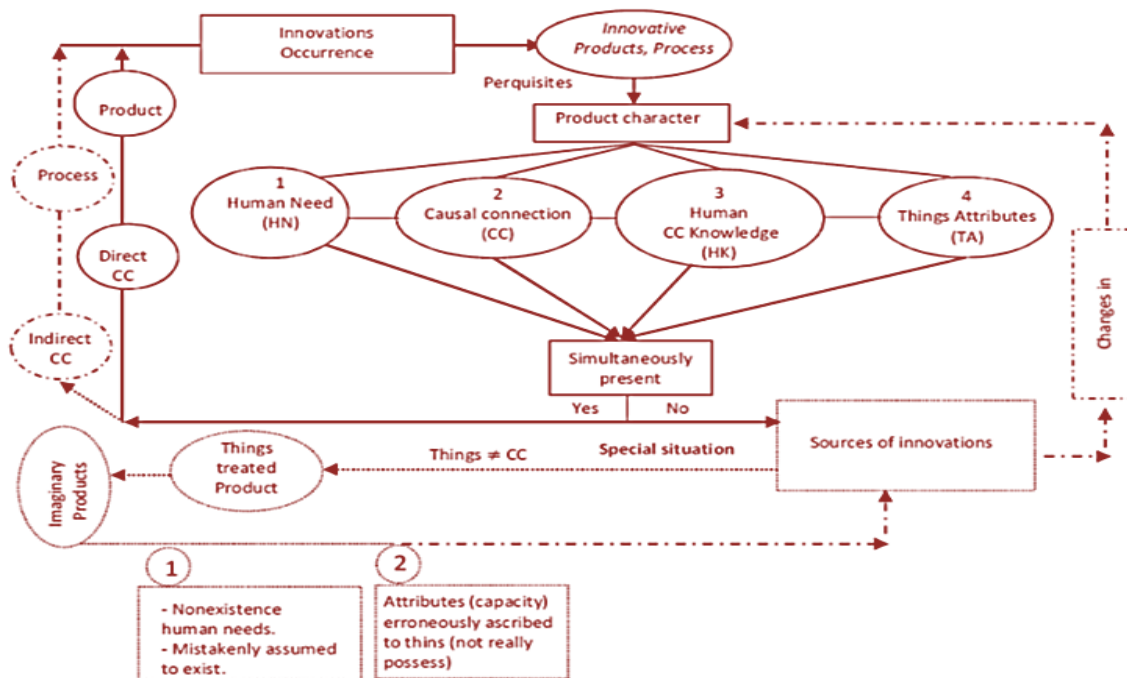 Innovations
Occurrence
Innovative
Products, Process
Perquisites
Product
Product character
Process
1
Human Need
(HN)
2
Causal connection
(CC)
3
Human
CC Knowledge
(HK)
4
Things Attributes
(TA)
Direct
CC
Changes in
Indirect
CC
Simultaneously
present
Yes
No
Sources of innovations
Things
treated
Product
Things ≠ CC
Special situation
Imaginary
Products
1
2
- Nonexistence
human needs.
- Mistakenly assumed
to exist.
Attributes (capacity)
erroneously ascribed
to thins (not really
possess)